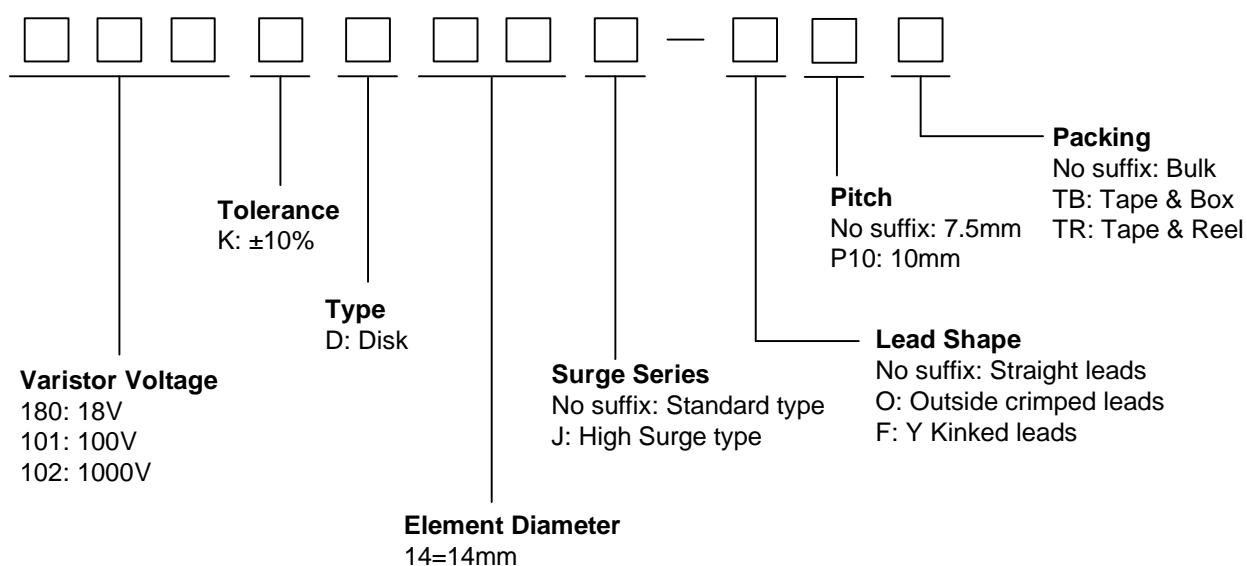 Packing
No suffix: Bulk
TB: Tape & Box
TR: Tape & Reel
Pitch
No suffix: 7.5mm
P10: 10mm
Tolerance
K: ±10%
Type
D: Disk
Lead Shape
No suffix: Straight leads
O: Outside crimped leads
F: Y Kinked leads
Surge Series
No suffix: Standard type
J: High Surge type
Varistor Voltage
180: 18V
101: 100V
102: 1000V
Element Diameter
14=14mm